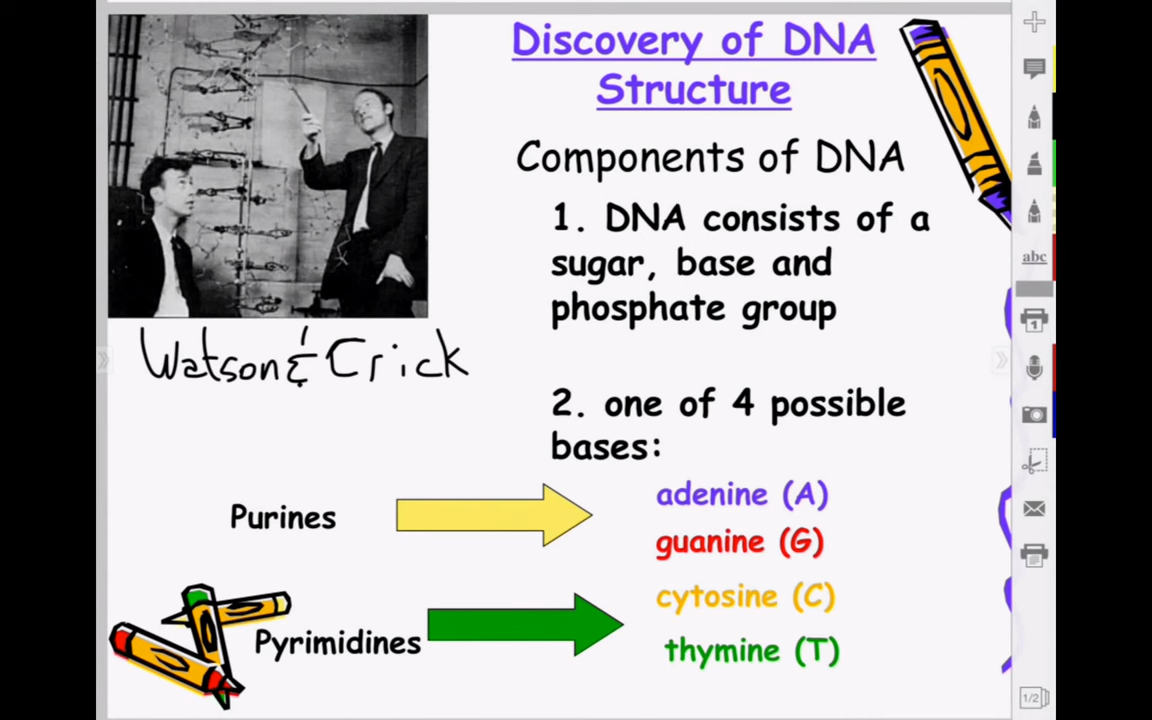 Discovery of DNA
Structure
Components of DNA
1. DNA consists of a
sugar, base and
phosphate group
Watson & Crick
2. one of 4 possible
bases:
Purines
adenine (A)
guanine (G)
cytosine (C)
Pyrimidines
thymine (T)
abc
1
1/2